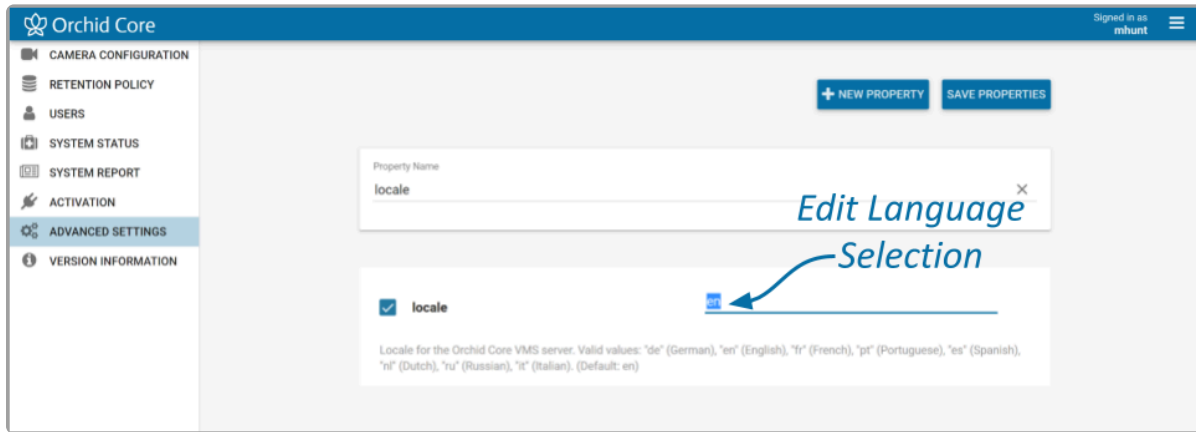 Orchid Core
Signed in as
mhunt
CAMERA CONFIGURATION
RETENTION POLICY
USERS
SYSTEM STATUS
SYSTEM REPORT
ACTIVATION
ADVANCED SETTINGS
VERSION INFORMATION
+ NEW PROPERTY
SAVE PROPERTIES
Property Name
locale
Edit Language
Selection
locale
en
Locale for the Orchid Core VMS server. Valid values: "de" (German), "en" (English), "fr" (French), "pt" (Portuguese), "es" (Spanish),
"nl" (Dutch), "ru" (Russian), "it" (Italian). (Default: en)